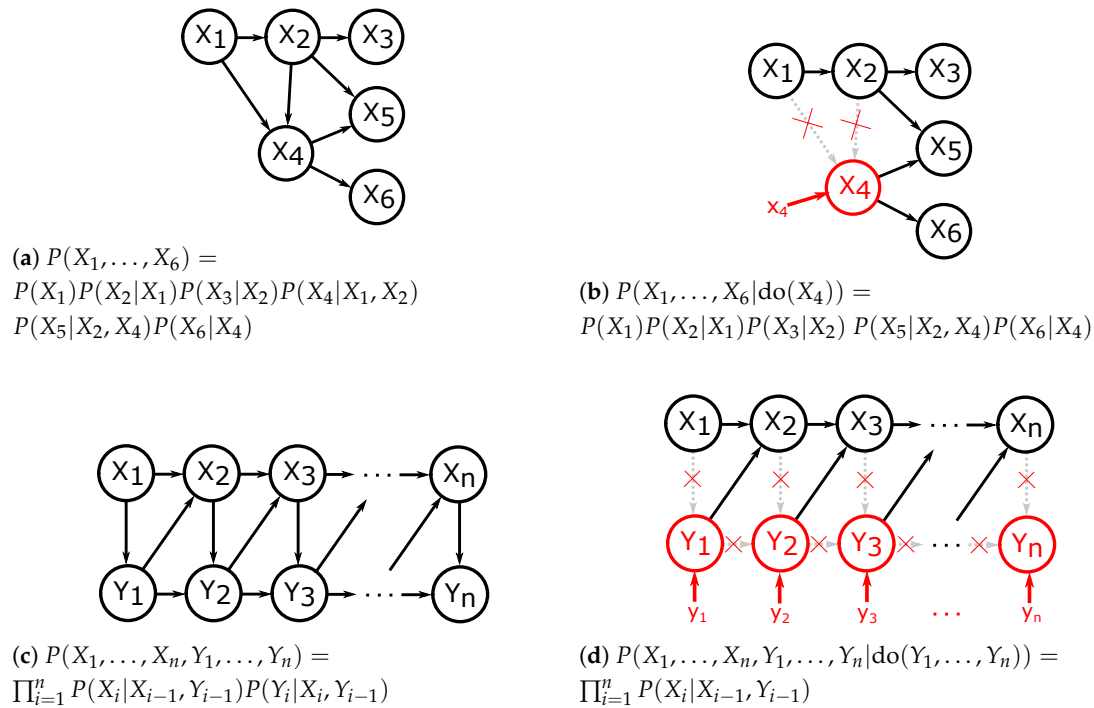 X1 X2 X3
X5
X4
X6
(a) P(X1, . . . , X6) =
P(X1)P(X2|X1)P(X3|X2)P(X4|X1, X2)
P(X5|X2, X4)P(X6|X4)
X1 X2 X3
X5
X4
x4
X6
(b) P(X1, . . . , X6|do(X4)) =
P(X1)P(X2|X1)P(X3|X2) P(X5|X2, X4)P(X6|X4)
X1 X2 X3 · · · Xn
Y1 Y2 Y3 · · · Yn
(c) P(X1, . . . , Xn, Y1, . . . , Yn) =
∏ⁿi=1 P(Xi|Xi−1, Yi−1)P(Yi|Xi, Yi−1)
X1 X2 X3 · · · Xn
Y1 Y2 Y3 · · · Yn
y1 y2 y3 · · · yn
(d) P(X1, . . . , Xn, Y1, . . . , Yn|do(Y1, . . . , Yn)) =
∏ⁿi=1 P(Xi|Xi−1, Yi−1)